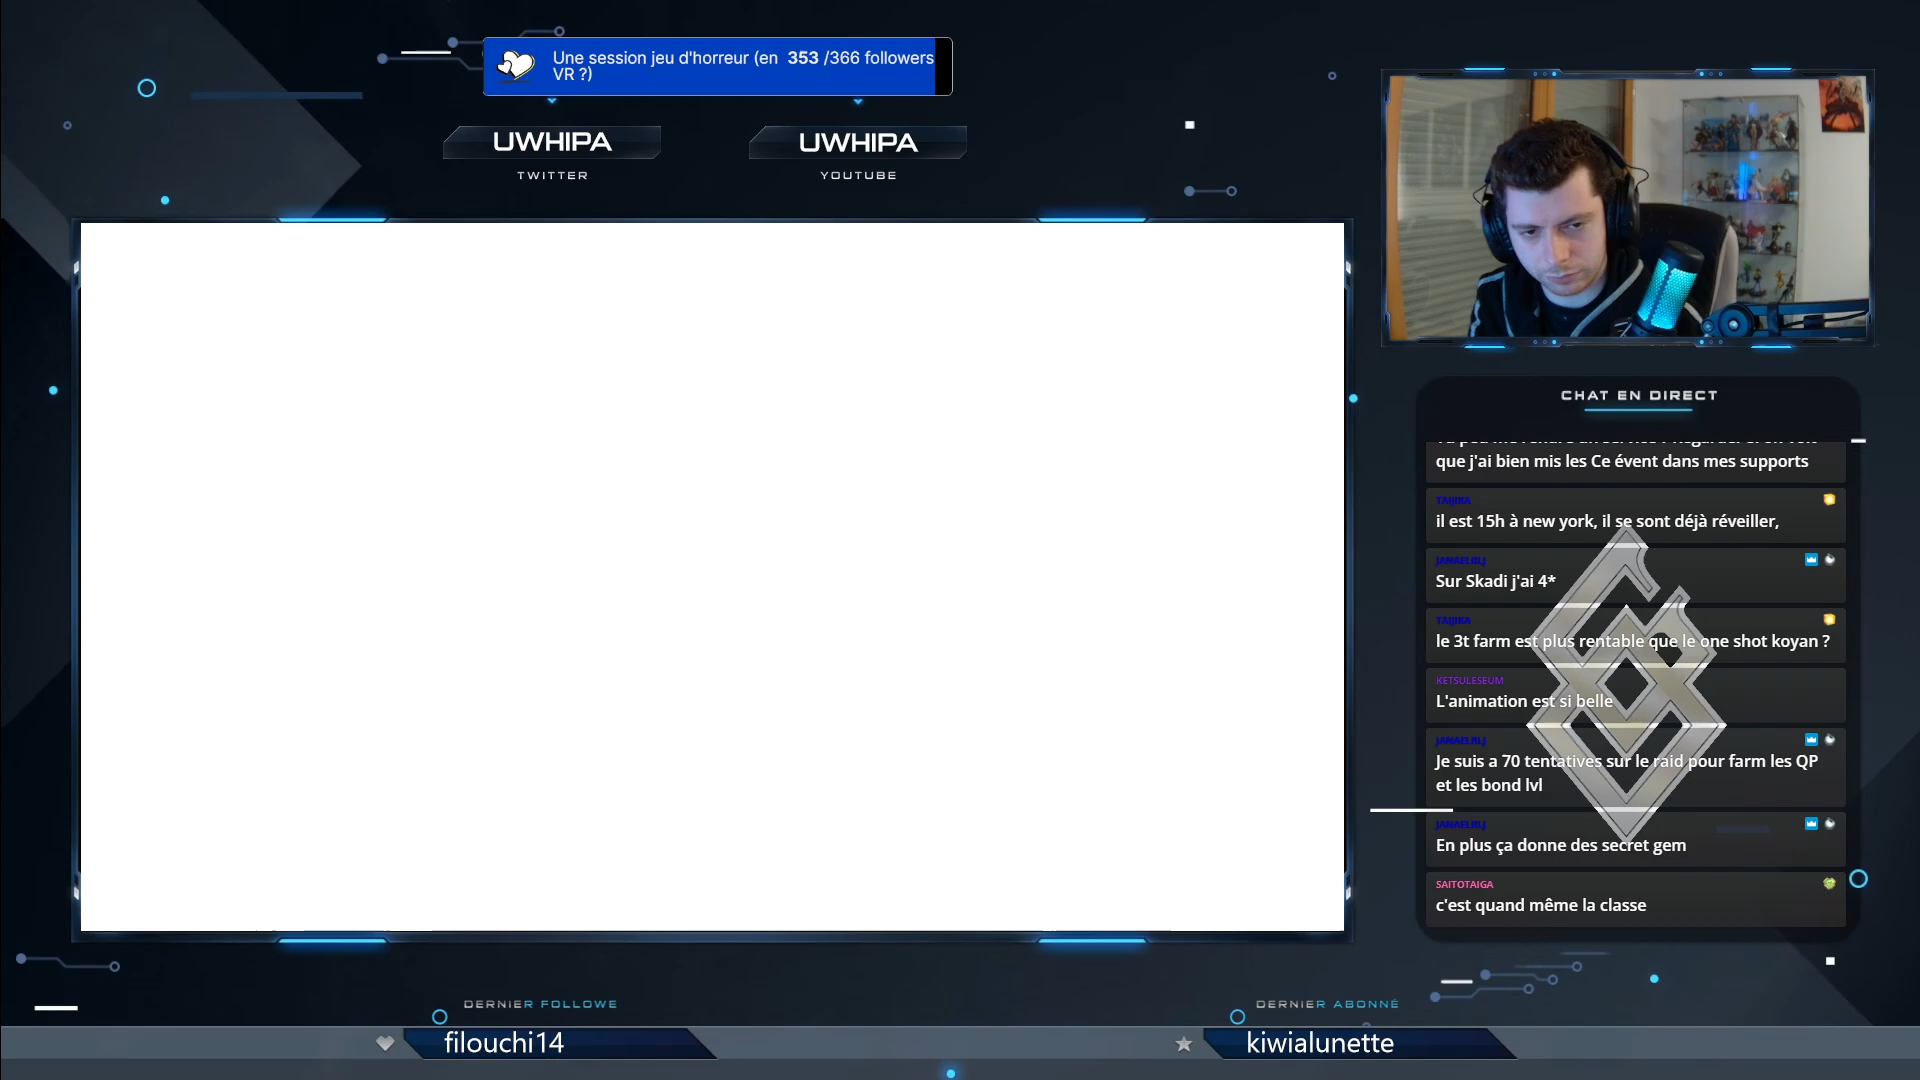 Une session jeu d'horreur (en 353 /366 followers
VR ?)
UWHIPA
TWITTER
UWHIPA
YOUTUBE
CHAT EN DIRECT
que j'ai bien mis les Ce évent dans mes supports
TAIJIKA
il est 15h à new york, il se sont déjà réveiller,
Sur Skadi j'ai 4*
TAIJIKA
le 3t farm est plus rentable que le one shot koyan ?
KETSULESEUM
L'animation est si belle
Je suis a 70 tentatives sur le raid pour farm les QP
et les bond lvl
En plus ça donne des secret gem
SAITOTAIGA
c'est quand même la classe
DERNIER FOLLOWE
filouchi14
DERNIER ABONNÉ
kiwialunette